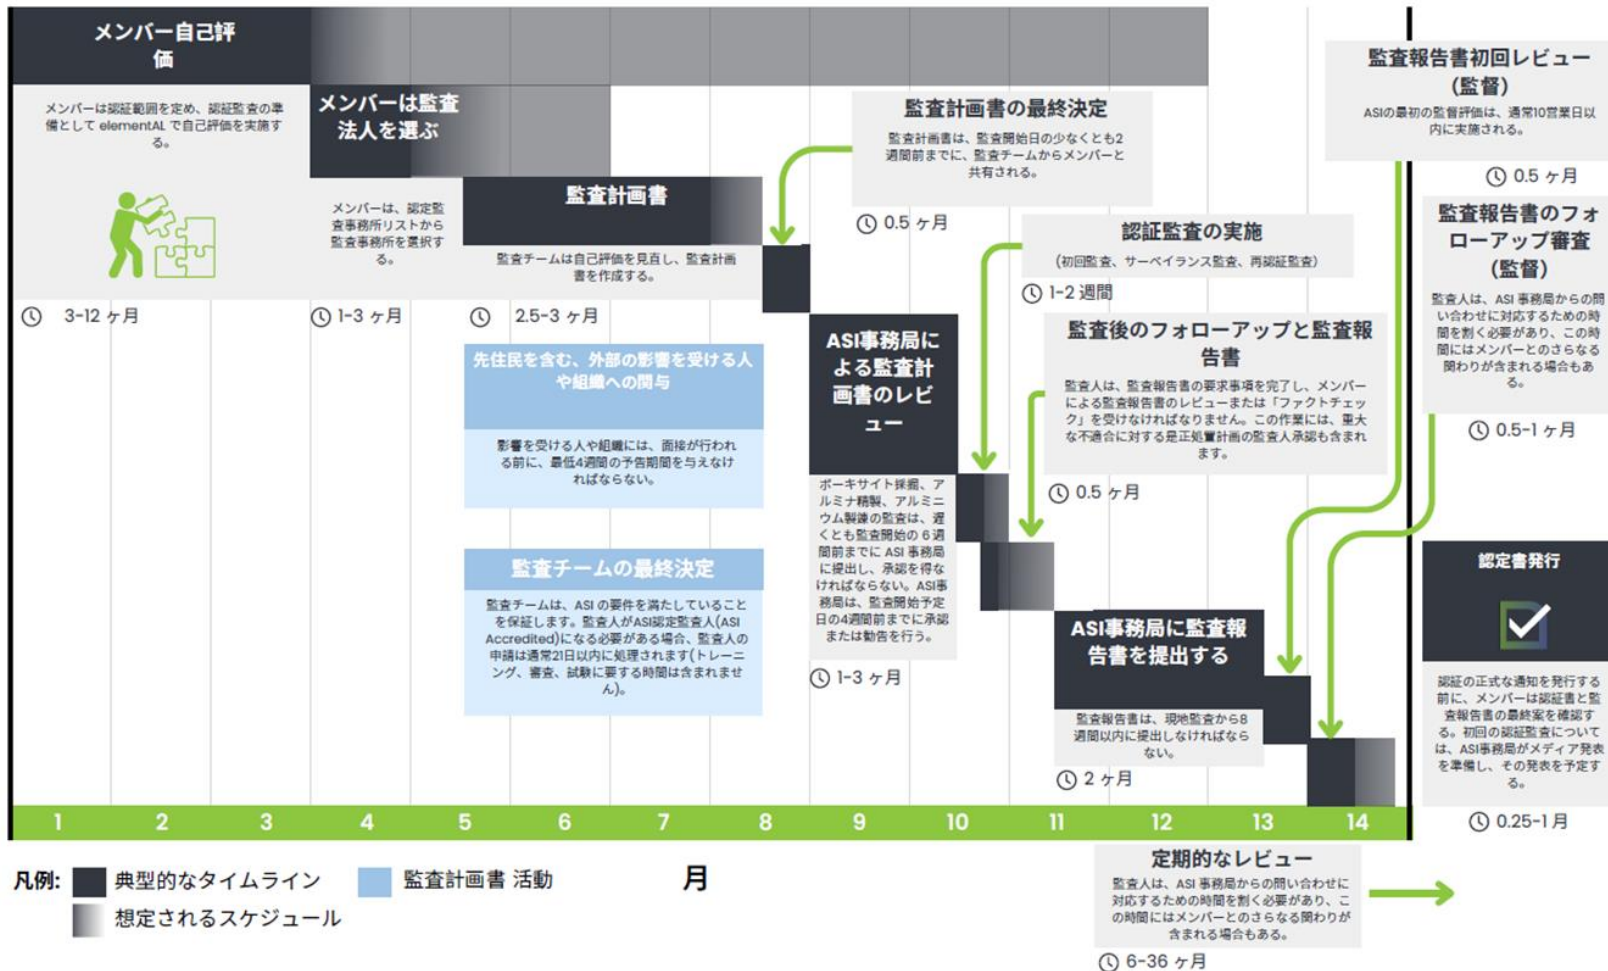 メンバー自己評
価
メンバーは認証範囲を定め、認証監査の準
備として elementAL で自己評価を実施す
る。
3-12 ヶ月
メンバーは監査
法人を選ぶ
メンバーは、認定監
査事務所リストから
監査事務所を選択す
る。
1-3 ヶ月
監査計画書
監査チームは自己評価を見直し、監査計画
書を作成する。
2.5-3 ヶ月
先住民を含む、外部の影響を受ける人
や組織への関与
影響を受ける人や組織には、面接が行われ
る前に、最低4週間の予告期間を与えなけ
ればならない。
監査チームの最終決定
監査チームは、ASI の要件を満たしていること
を保証します。監査人がASI認定監査人(ASI
Accredited)になる必要がある場合、監査人の
申請は通常21日以内に処理されます(トレーニ
ング、審査、試験に要する時間は含まれませ
ん)。
監査計画書の最終決定
監査計画書は、監査開始日の少なくとも2
週間前までに、監査チームからメンバーと
共有される。
0.5 ヶ月
ASI事務局に
よる監査計
画書のレビ
ュー
ボーキサイト採掘、ア
ルミナ精製、アルミニ
ウム製錬の監査は、遅
くとも監査開始の 6 週
間前までに ASI 事務局
に提出し、承認を得な
ければならない。ASI事
務局は、監査開始予定
日の4週間前までに承認
または勧告を行う。
1-3 ヶ月
認証監査の実施
(初回監査、サーベイランス監査、再認証監査）
1-2 週間
監査後のフォローアップと監査報
告書
監査人は、監査報告書の要求事項を完了し、メンバー
による監査報告書のレビューまたは「ファクトチェッ
ク」を受けなければなりません。この作業には、重大
な不適合に対する是正処置計画の監査人承認も含まれ
ます。
0.5 ヶ月
ASI事務局に監査報
告書を提出する
監査報告書は、現地監査から8
週間以内に提出しなければなら
ない。
2 ヶ月
監査報告書初回レビュー
(監督)
ASIの最初の監督評価は、通常10営業日以
内に実施される。
0.5 ヶ月
監査報告書のフォ
ローアップ審査
(監督)
監査人は、ASI 事務局からの問
い合わせに対応するための時
間を割く必要があり、この時
間にはメンバーとのさらなる
関わりが含まれる場合もあ
る。
0.5-1 ヶ月
認定書発行
認証の正式な通知を発行する
前に、メンバーは認証書と監
査報告書の最終案を確認す
る。初回の認証監査について
は、ASI事務局がメディア発表
を準備し、その発表を予定す
る。
0.25-1 月
1 2 3 4 5 6 7 8 9 10 11 12 13 14
月
凡例:
典型的なタイムライン
監査計画書 活動
想定されるスケジュール
定期的なレビュー
監査人は、ASI 事務局からの問い合わせに
対応するための時間を割く必要があり、こ
の時間にはメンバーとのさらなる関わりが
含まれる場合もある。
6-36 ヶ月